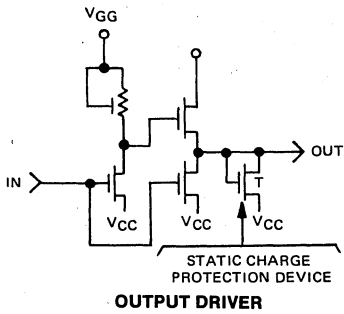 VGG
OUT
IN
T
VCC
VCC
VCC
STATIC CHARGE
PROTECTION DEVICE
OUTPUT DRIVER